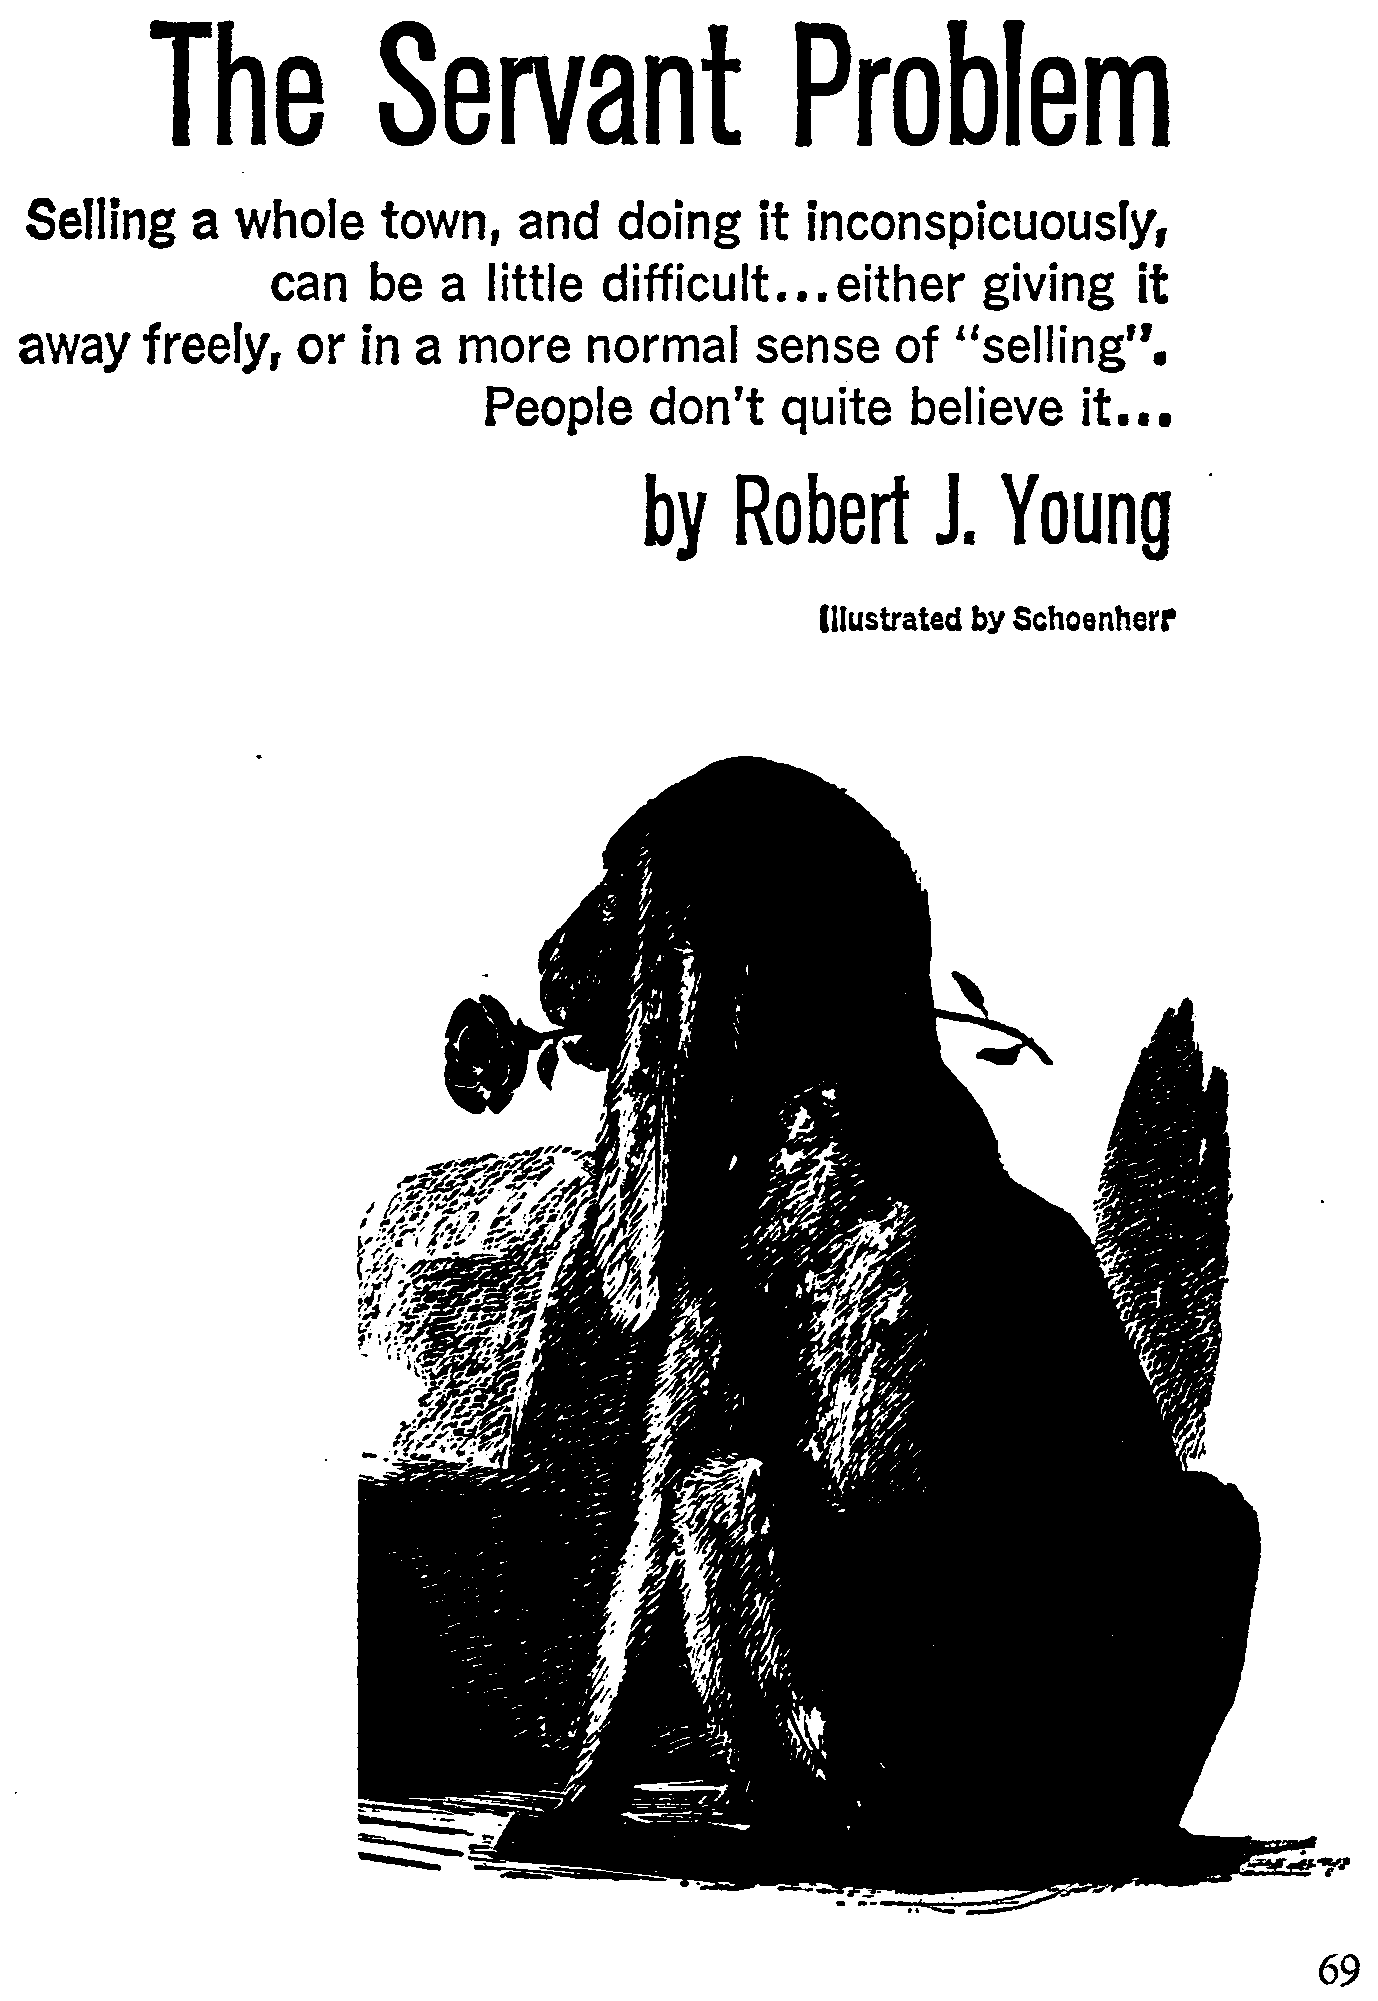 The Servant Problem
Selling a whole town, and doing it inconspicuously,
can be a little difficult...either giving it
away freely, or in a more normal sense of “selling”.
People don't quite believe it...
by Robert J. Young
Illustrated by Schoenherr
69